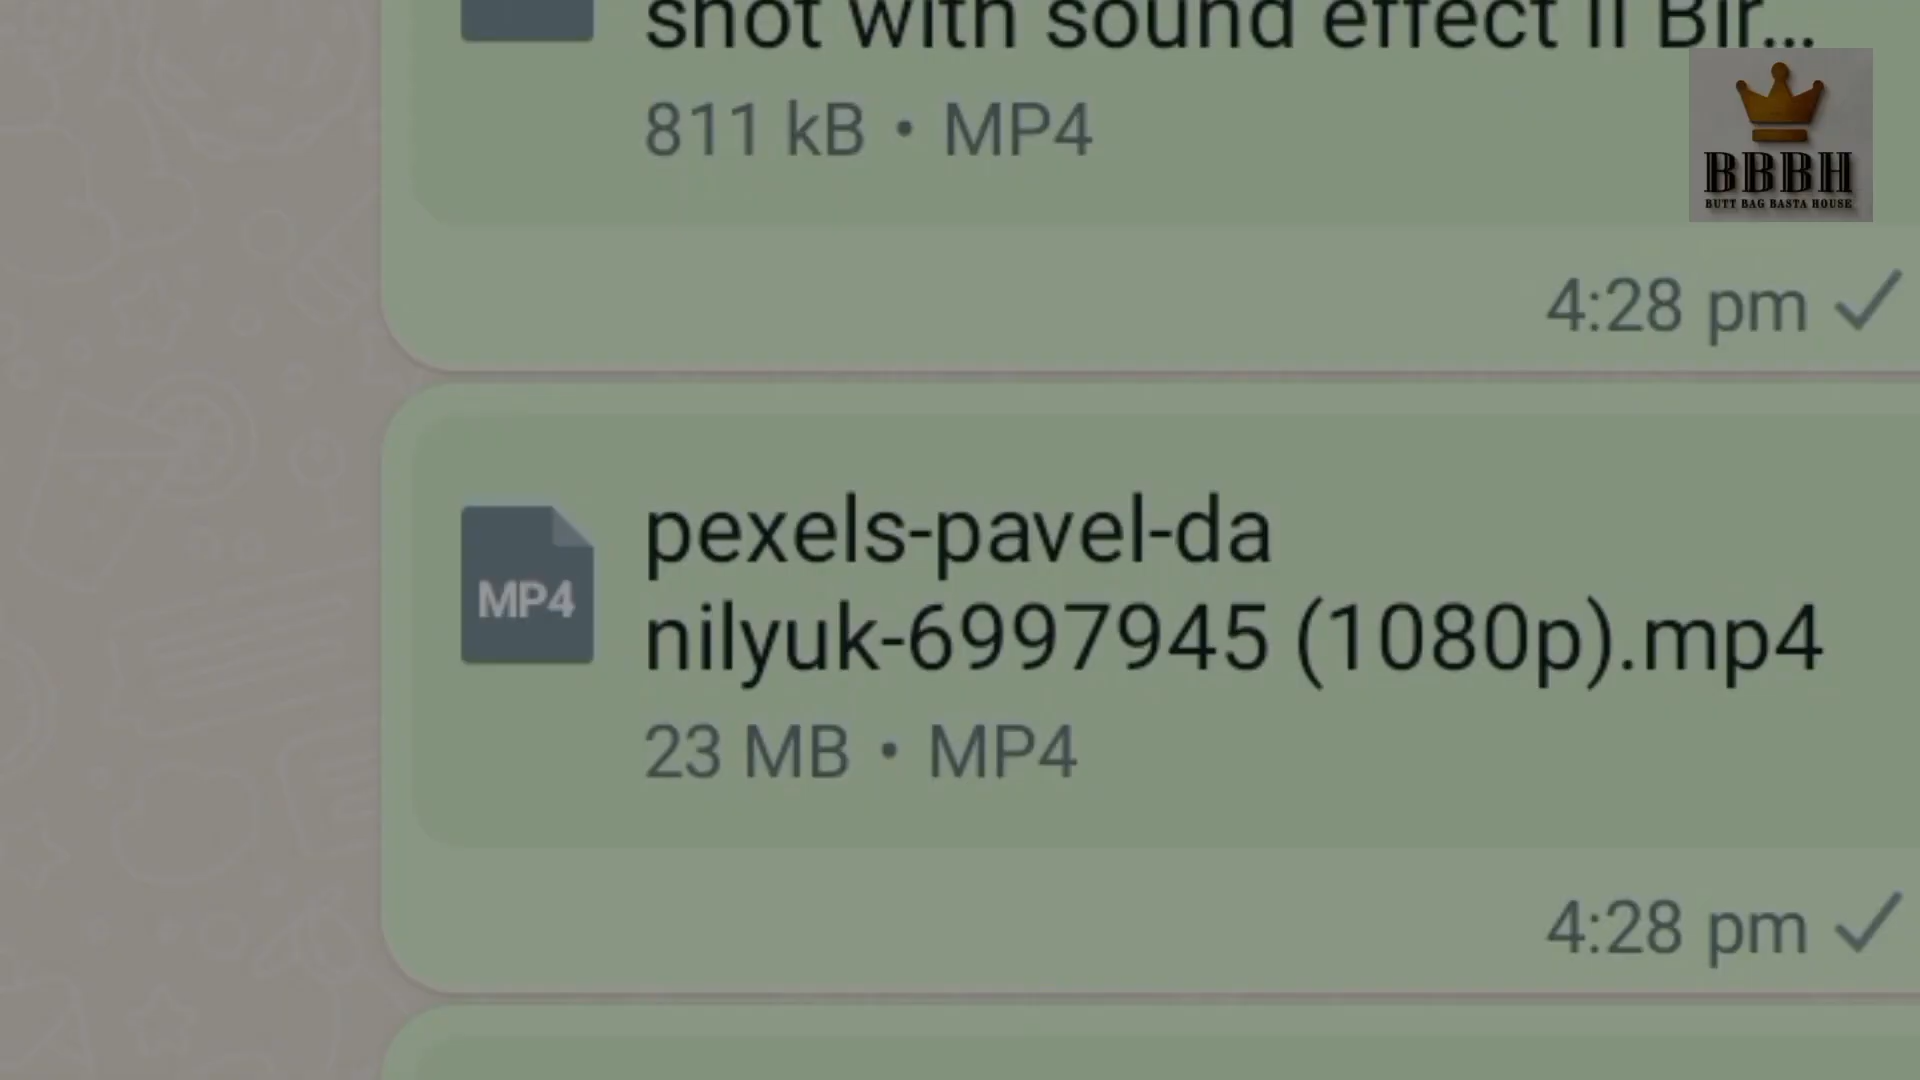 shot with sound effect II Bir...
811 kB • MP4
BBBH
BUTT BAG BASTA HOUSE
4:28 pm
MP4
pexels-pavel-da
nilyuk-6997945 (1080p).mp4
23 MB • MP4
4:28 pm